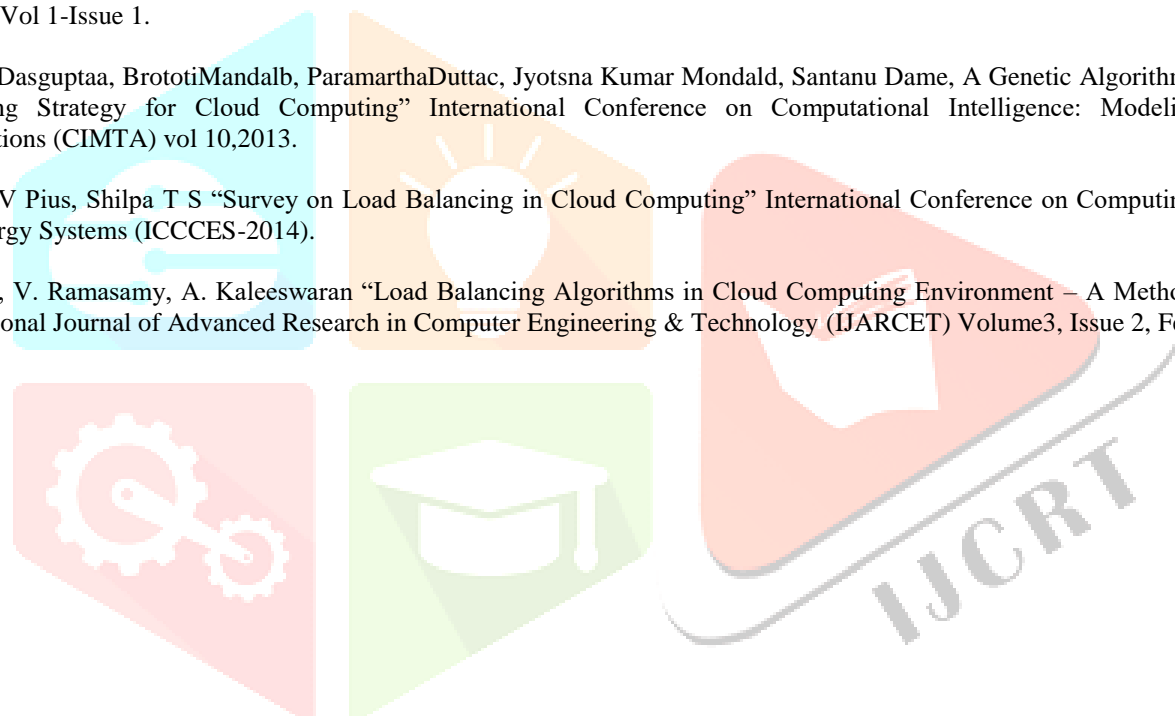 Vol 1-Issue 1.
Dasguptaa, BrototiMandalb, ParamarthaDuttac, Jyotsna Kumar Mondald, Santanu Dame, A Genetic Algorithm
ng Strategy for Cloud Computing” International Conference on Computational Intelligence: Modeli
tions (CIMTA) vol 10,2013.
V Pius, Shilpa T S “Survey on Load Balancing in Cloud Computing” International Conference on Computin
rgy Systems (ICCCES-2014).
, V. Ramasamy, A. Kaleeswaran “Load Balancing Algorithms in Cloud Computing Environment – A Metho
onal Journal of Advanced Research in Computer Engineering & Technology (IJARCET) Volume3, Issue 2, Fe
IJCRT